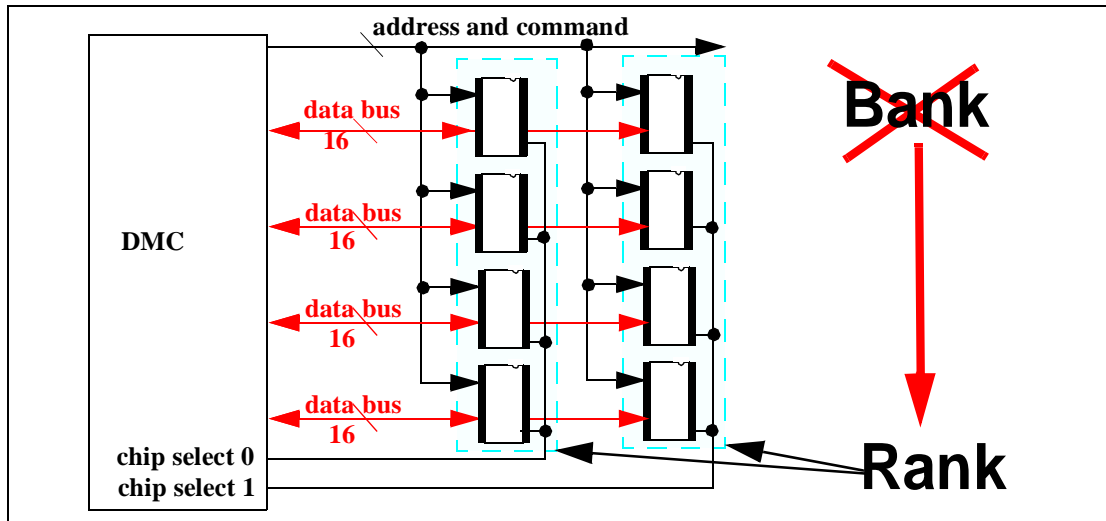 address and command
Bank
data bus
16
data bus
16
DMC
data bus
16
data bus
16
chip select 0
chip select 1
Rank